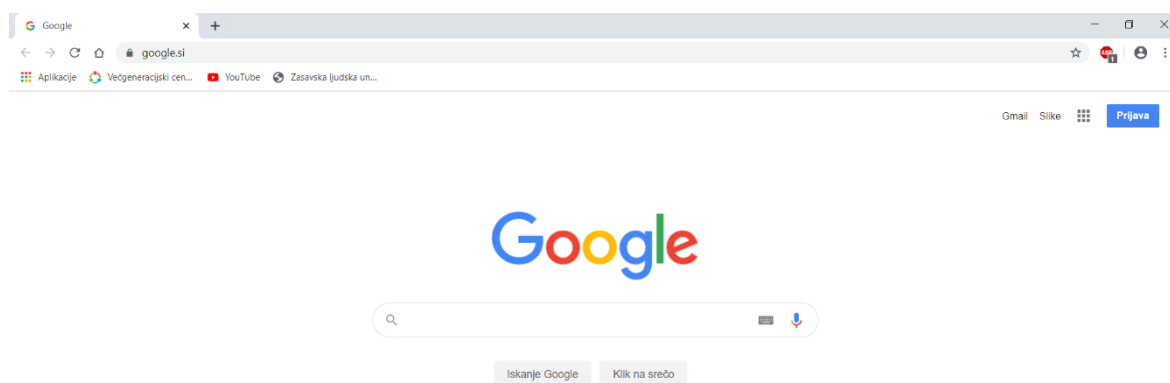 Google
google.si
Aplikacije Večgeneracijski cen... YouTube Zasavska ljudska un...
Gmail Slike Prijava
Google
Iskanje Google Klik na srečo